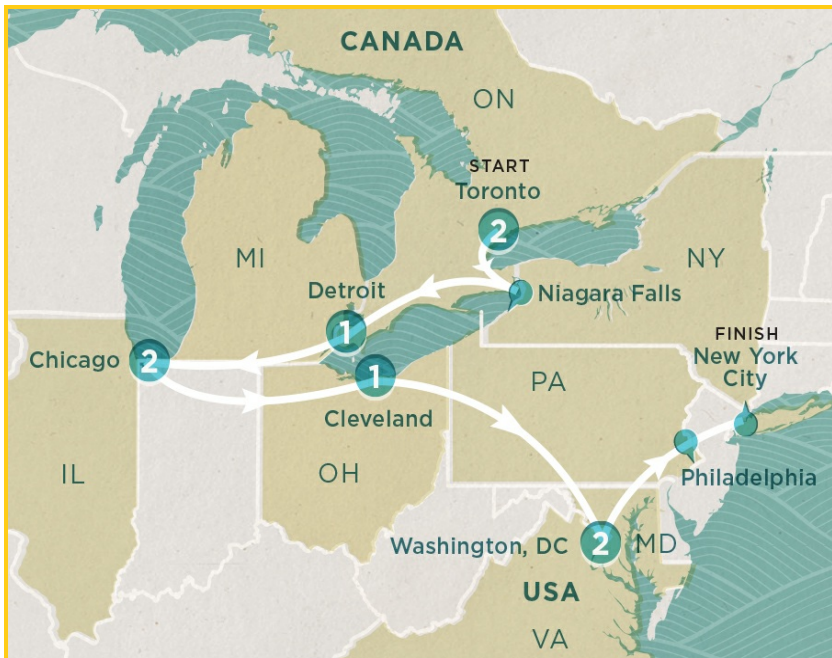 CANADA
ON
START
Toronto
2
MI
NY
Detroit
Niagara Falls
1
FINISH
New York
City
Chicago
2
1
PA
Cleveland
IL
OH
Philadelphia
Washington, DC
2
MD
USA
VA